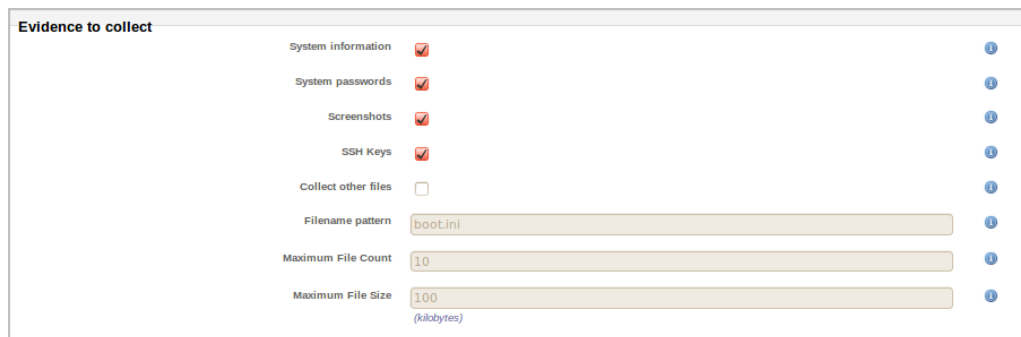 Evidence to collect
System information
System passwords
Screenshots
SSH Keys
Collect other files
Filename pattern boot.ini
Maximum File Count 10
Maximum File Size 100
(kilobytes)